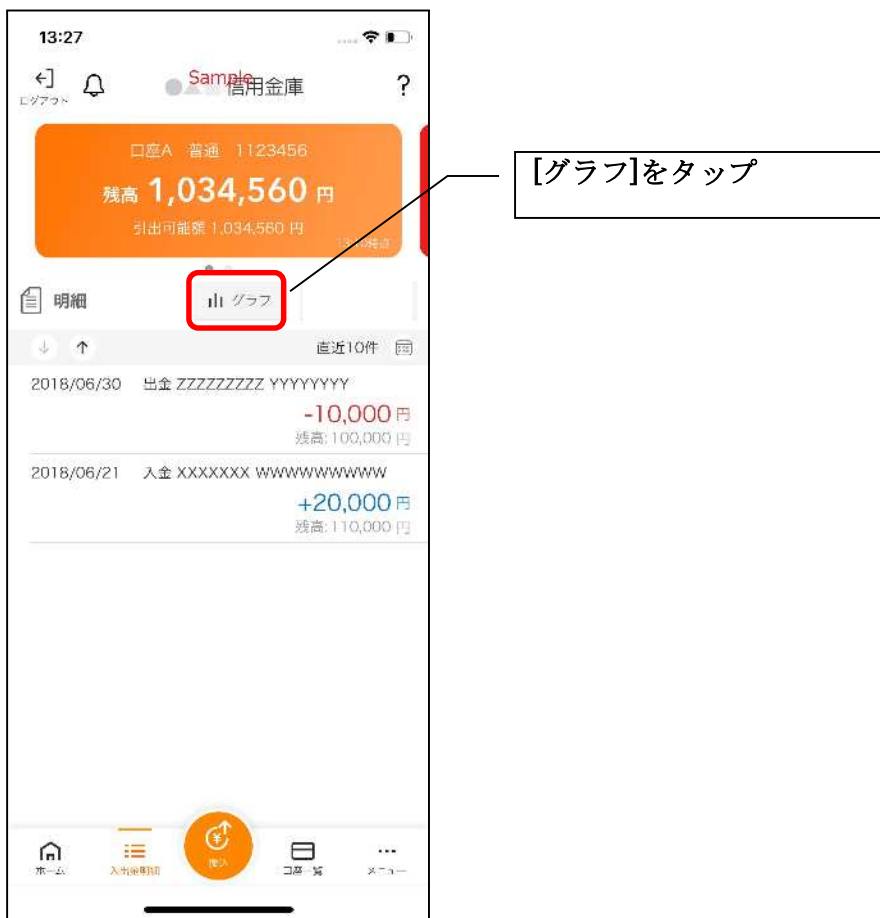 13:27
ログアウト
Sample
信用金庫
?
口座A 普通 1123456
残高 1,034,560 円
引出可能額 1,034,560 円
[グラフ]をタップ
明細
グラフ
直近10件
2018/06/30 出金 ZZZZZZZZZ YYYYYYYY
-10,000 円
残高: 100,000 円
2018/06/21 入金 XXXXXXX WWWWWWWWW
+20,000 円
残高: 110,000 円
ホーム
入出金明細
振込
口座一覧
メニュー